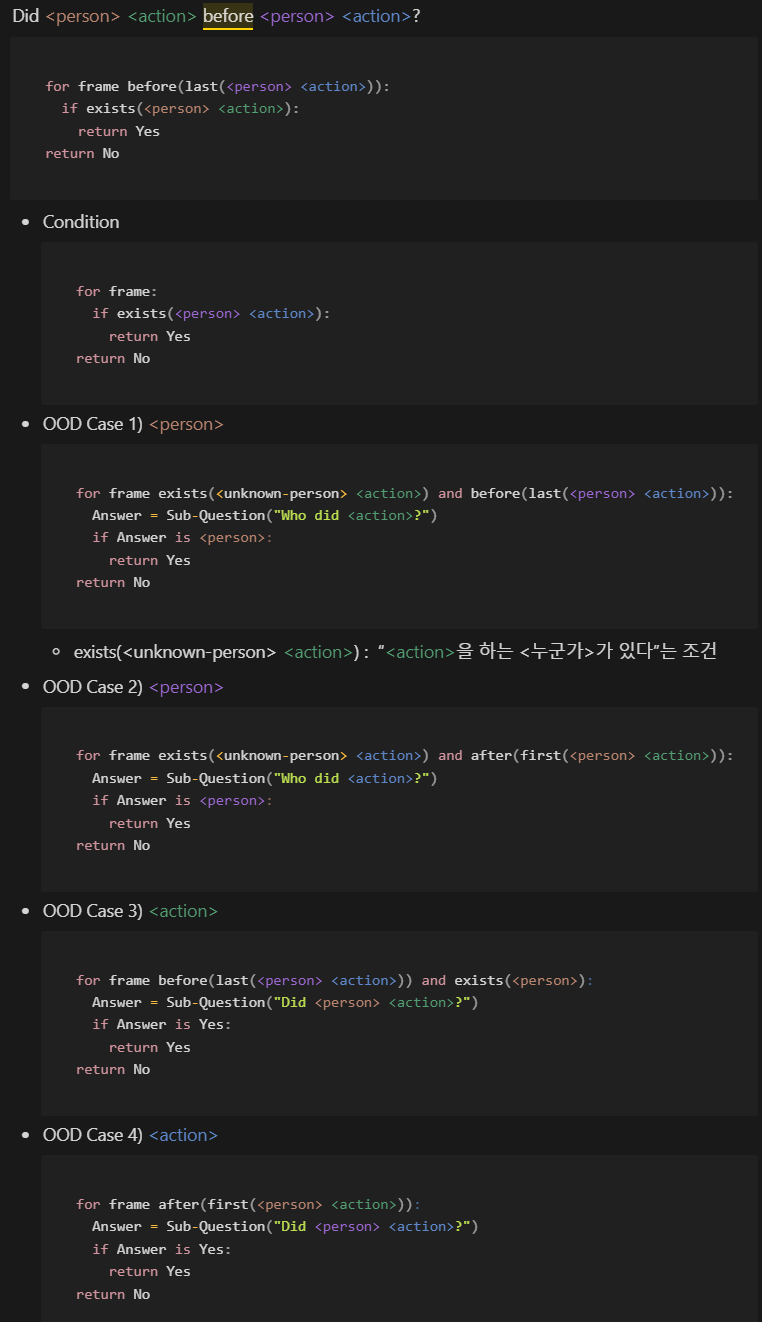 Did <person> <action> before <person> <action>?
for frame before(last(<person> <action>)):
if exists(<person> <action>):
return Yes
return No
Condition
for frame:
if exists(<person> <action>):
return Yes
return No
OOD Case 1) <person>
for frame exists(<unknown-person> <action>) and before(last(<person> <action>)):
Answer = Sub-Question("Who did <action>?")
if Answer is <person>:
return Yes
return No
exists(<unknown-person> <action>) : “<action>을 하는 <누군가>가 있다”는 조건
OOD Case 2) <person>
for frame exists(<unknown-person> <action>) and after(first(<person> <action>)):
Answer = Sub-Question("Who did <action>?")
if Answer is <person>:
return Yes
return No
OOD Case 3) <action>
for frame before(last(<person> <action>)) and exists(<person>):
Answer = Sub-Question("Did <person> <action>?")
if Answer is Yes:
return Yes
return No
OOD Case 4) <action>
for frame after(first(<person> <action>)):
Answer = Sub-Question("Did <person> <action>?")
if Answer is Yes:
return Yes
return No